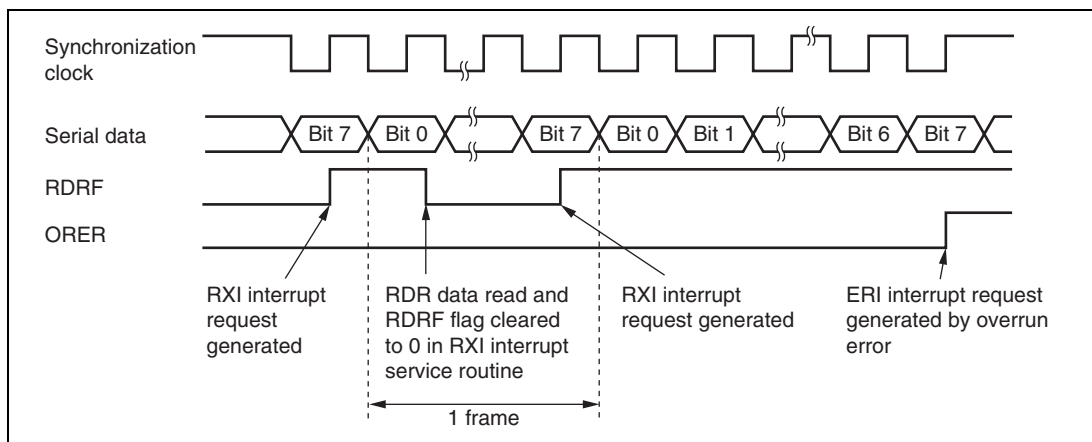 Synchronization
clock
Serial data
Bit 7
Bit 0
Bit 7
Bit 0
Bit 1
Bit 6
Bit 7
RDRF
ORER
RXI interrupt
request
generated
RDR data read and
RDRF flag cleared
to 0 in RXI interrupt
service routine
RXI interrupt
request generated
ERI interrupt request
generated by overrun
error
1 frame